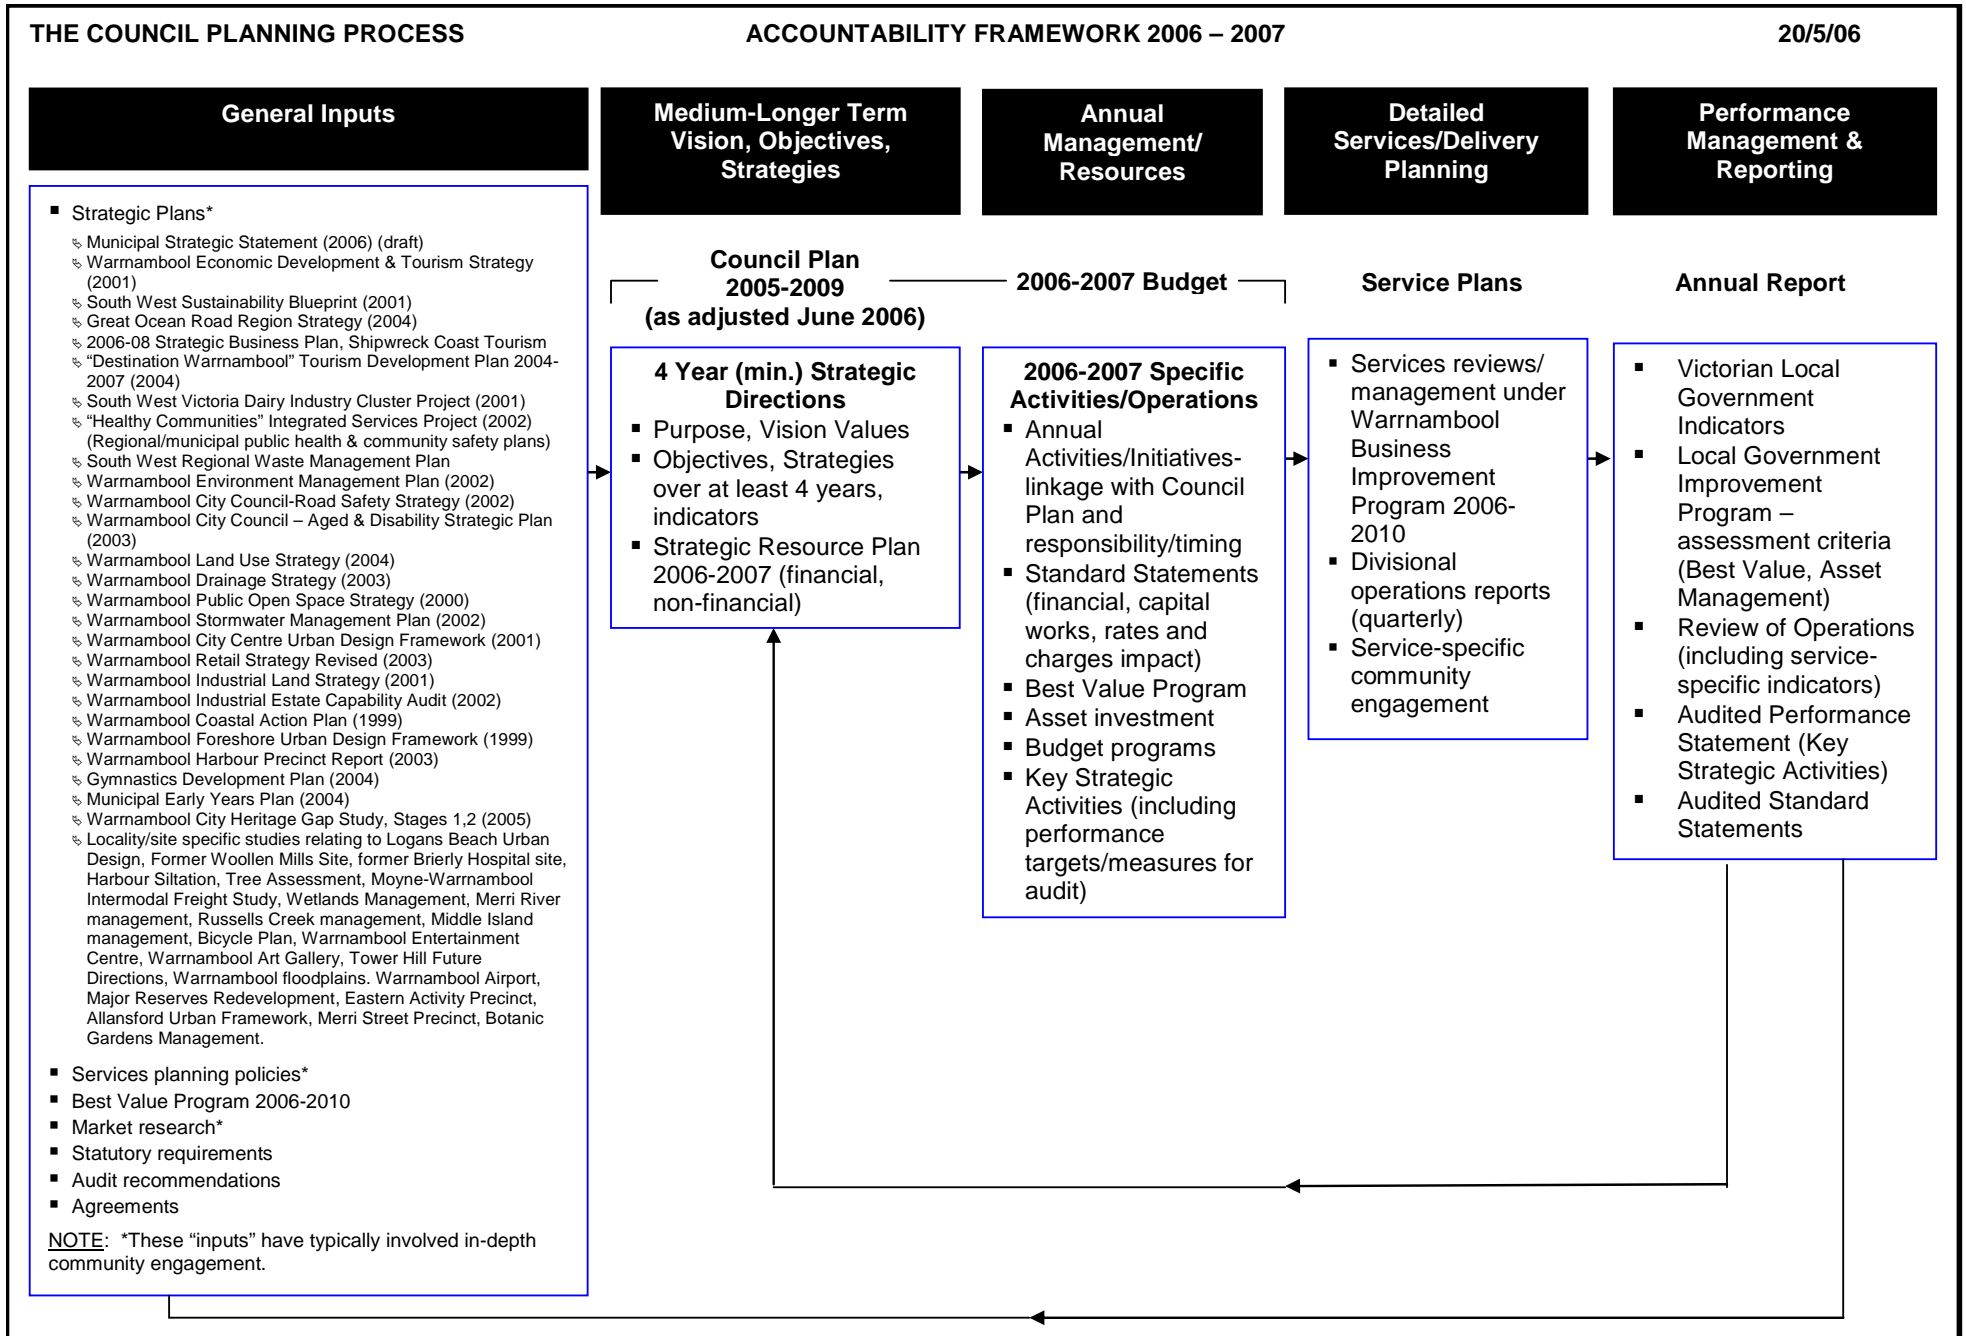 THE COUNCIL PLANNING PROCESS
ACCOUNTABILITY FRAMEWORK 2006 – 2007
20/5/06
General Inputs
▪ Strategic Plans*
Municipal Strategic Statement (2006) (draft)
Warrnambool Economic Development & Tourism Strategy
(2001)
South West Sustainability Blueprint (2001)
Great Ocean Road Region Strategy (2004)
2006-08 Strategic Business Plan, Shipwreck Coast Tourism
“Destination Warrnambool” Tourism Development Plan 2004-
2007 (2004)
South West Victoria Dairy Industry Cluster Project (2001)
“Healthy Communities” Integrated Services Project (2002)
(Regional/municipal public health & community safety plans)
South West Regional Waste Management Plan
Warrnambool Environment Management Plan (2002)
Warrnambool City Council-Road Safety Strategy (2002)
Warrnambool City Council – Aged & Disability Strategic Plan
(2003)
Warrnambool Land Use Strategy (2004)
Warrnambool Drainage Strategy (2003)
Warrnambool Public Open Space Strategy (2000)
Warrnambool Stormwater Management Plan (2002)
Warrnambool City Centre Urban Design Framework (2001)
Warrnambool Retail Strategy Revised (2003)
Warrnambool Industrial Land Strategy (2001)
Warrnambool Industrial Estate Capability Audit (2002)
Warrnambool Coastal Action Plan (1999)
Warrnambool Foreshore Urban Design Framework (1999)
Warrnambool Harbour Precinct Report (2003)
Gymnastics Development Plan (2004)
Municipal Early Years Plan (2004)
Warrnambool City Heritage Gap Study, Stages 1,2 (2005)
Locality/site specific studies relating to Logans Beach Urban
Design, Former Woollen Mills Site, former Brierly Hospital site,
Harbour Siltation, Tree Assessment, Moyne-Warrnambool
Intermodal Freight Study, Wetlands Management, Merri River
management, Russells Creek management, Middle Island
management, Bicycle Plan, Warrnambool Entertainment
Centre, Warrnambool Art Gallery, Tower Hill Future
Directions, Warrnambool floodplains. Warrnambool Airport,
Major Reserves Redevelopment, Eastern Activity Precinct,
Allansford Urban Framework, Merri Street Precinct, Botanic
Gardens Management.
▪ Services planning policies*
▪ Best Value Program 2006-2010
▪ Market research*
▪ Statutory requirements
▪ Audit recommendations
▪ Agreements
NOTE: *These “inputs” have typically involved in-depth
community engagement.
Medium-Longer Term
Vision, Objectives,
Strategies
Council Plan
2005-2009
(as adjusted June 2006)
4 Year (min.) Strategic
Directions
▪ Purpose, Vision Values
▪ Objectives, Strategies
over at least 4 years,
indicators
▪ Strategic Resource Plan
2006-2007 (financial,
non-financial)
Annual
Management/
Resources
2006-2007 Budget
2006-2007 Specific
Activities/Operations
▪ Annual
Activities/Initiatives-
linkage with Council
Plan and
responsibility/timing
▪ Standard Statements
(financial, capital
works, rates and
charges impact)
▪ Best Value Program
▪ Asset investment
▪ Budget programs
▪ Key Strategic
Activities (including
performance
targets/measures for
audit)
Detailed
Services/Delivery
Planning
Service Plans
▪ Services reviews/
management under
Warrnambool
Business
Improvement
Program 2006-
2010
▪ Divisional
operations reports
(quarterly)
▪ Service-specific
community
engagement
Performance
Management &
Reporting
Annual Report
▪ Victorian Local
Government
Indicators
▪ Local Government
Improvement
Program –
assessment criteria
(Best Value, Asset
Management)
▪ Review of Operations
(including service-
specific indicators)
▪ Audited Performance
Statement (Key
Strategic Activities)
▪ Audited Standard
Statements